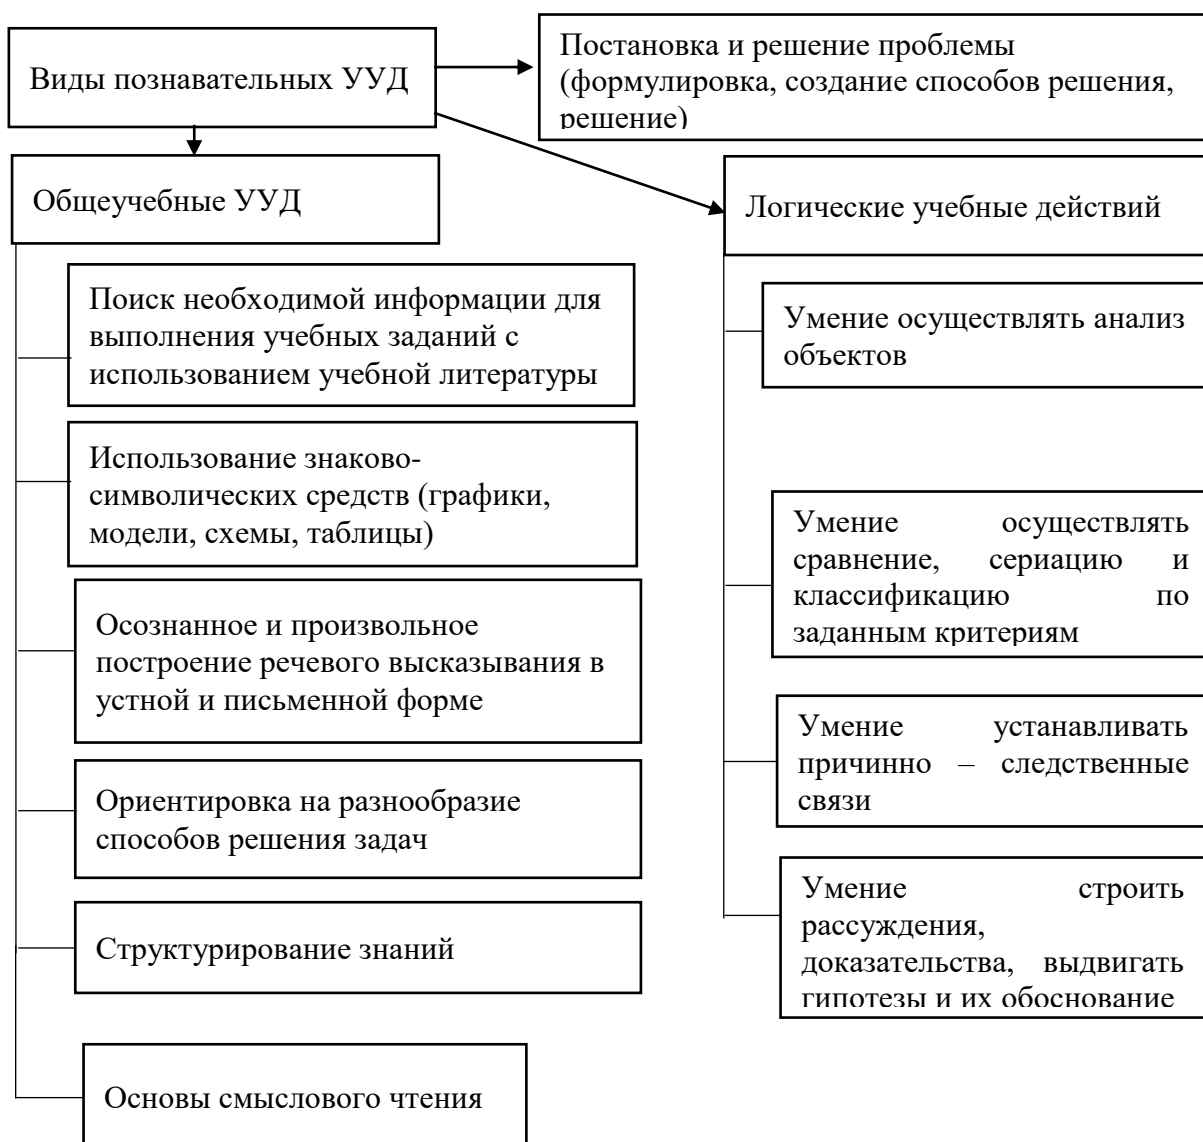 Виды познавательных УУД
Постановка и решение проблемы
(формулировка, создание способов решения,
решение)
Общеучебные УУД
Поиск необходимой информации для
выполнения учебных заданий с
использованием учебной литературы
Использование знаково-
символических средств (графики,
модели, схемы, таблицы)
Осознанное и произвольное
построение речевого высказывания в
устной и письменной форме
Ориентировка на разнообразие
способов решения задач
Структурирование знаний
Основы смыслового чтения
Логические учебные действий
Умение осуществлять анализ
объектов
Умение осуществлять
сравнение, сериацию и
классификацию по
заданным критериям
Умение устанавливать
причинно – следственные
связи
Умение строить
рассуждения,
доказательства, выдвигать
гипотезы и их обоснование